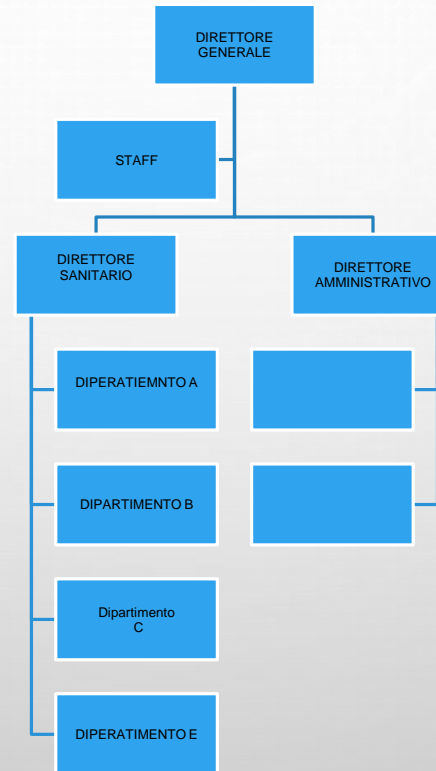 DIRETTORE
GENERALE
STAFF
DIRETTORE
SANITARIO
DIRETTORE
AMMINISTRATIVO
DIPERATIEMNTO A
DIPARTIMENTO B
Dipartimento
C
DIPERATIMENTO E